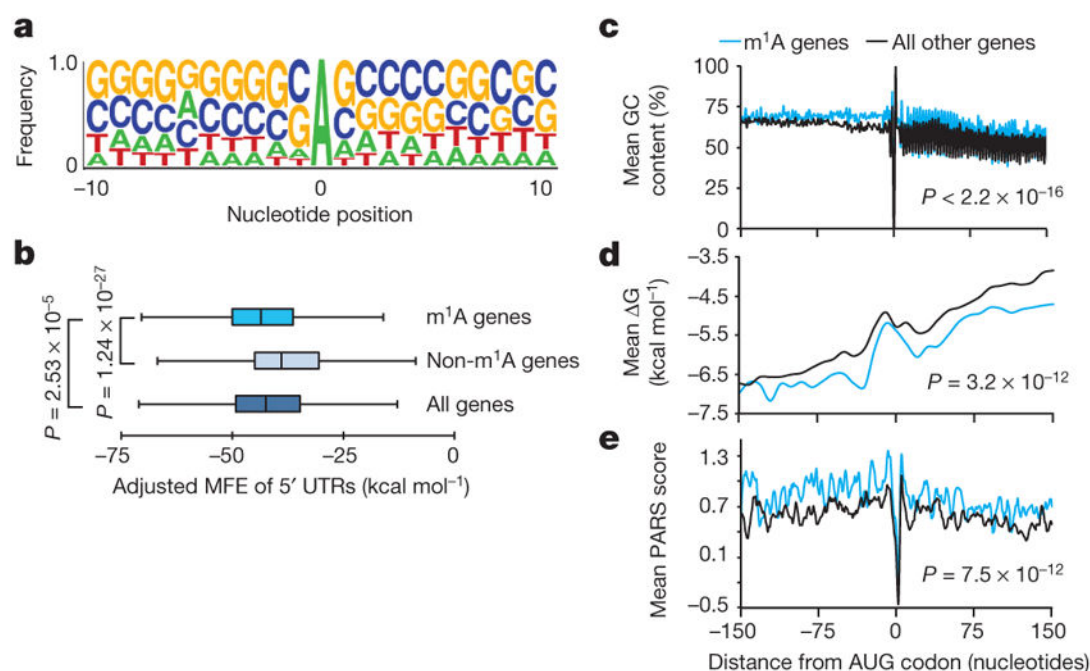 a
Frequency
1.0
0
GGGGGGGGGCAGCCCCGGCGC
CCCCACCCCGACGGGGCCGCG
TAAACTTTAACATAAATTCTT
ATTTTAAATTATATTAAAAAA
−10
0
10
Nucleotide position
b
P = 2.53 × 10−5
P = 1.24 × 10−27
m1A genes
Non-m1A genes
All genes
−75
−50
−25
0
Adjusted MFE of 5′ UTRs (kcal mol−1)
c
m1A genes
All other genes
Mean GC
content (%)
100
75
50
25
0
P < 2.2 × 10−16
d
Mean ΔG
(kcal mol−1)
−3.5
−4.5
−5.5
−6.5
−7.5
P = 3.2 × 10−12
e
Mean PARS score
1.3
0.7
0.1
−0.5
P = 7.5 × 10−12
−150
−75
0
75
150
Distance from AUG codon (nucleotides)